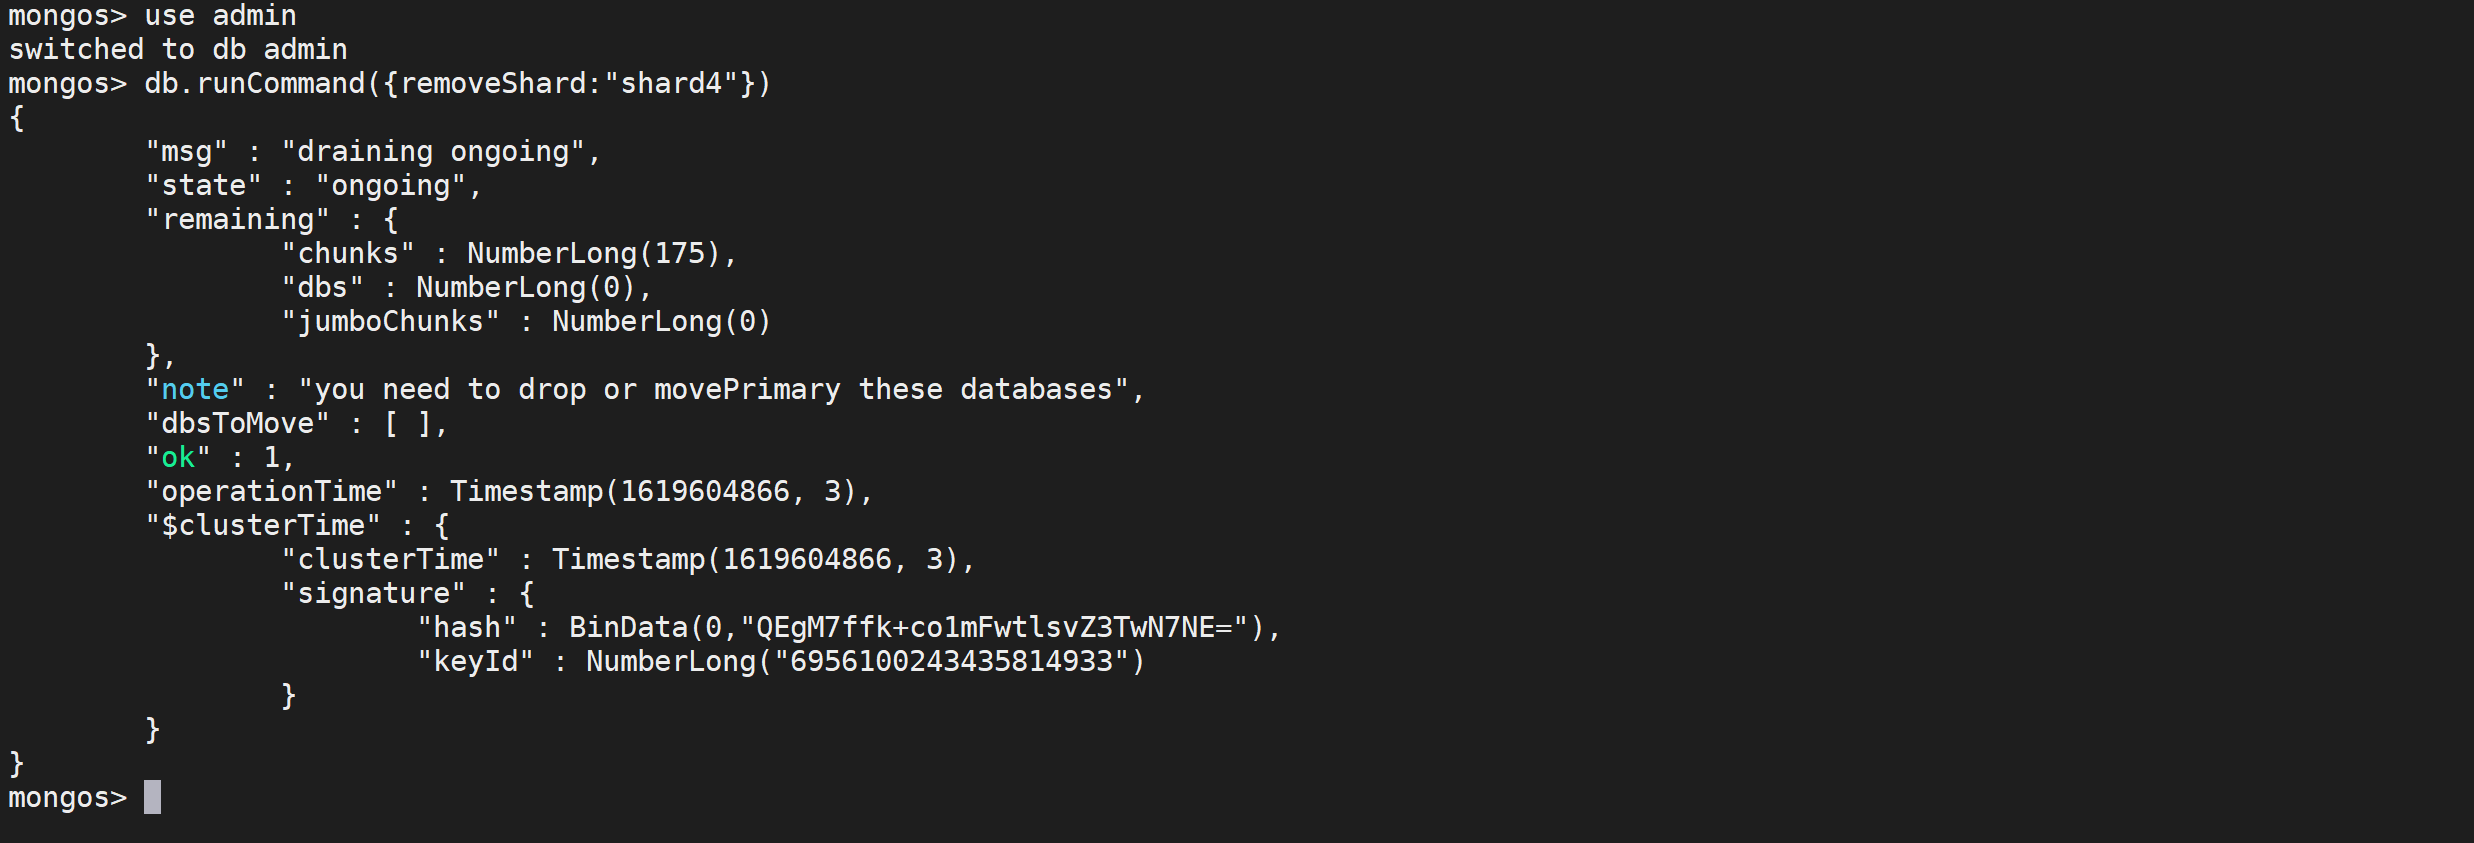 mongos> use admin
switched to db admin
mongos> db.runCommand({removeShard:"shard4"})
{
        "msg" : "draining ongoing",
        "state" : "ongoing",
        "remaining" : {
                "chunks" : NumberLong(175),
                "dbs" : NumberLong(0),
                "jumboChunks" : NumberLong(0)
        },
        "note" : "you need to drop or movePrimary these databases",
        "dbsToMove" : [ ],
        "ok" : 1,
        "operationTime" : Timestamp(1619604866, 3),
        "$clusterTime" : {
                "clusterTime" : Timestamp(1619604866, 3),
                "signature" : {
                        "hash" : BinData(0,"QEgM7ffk+co1mFwtlsvZ3TwN7NE="),
                        "keyId" : NumberLong("6956100243435814933")
                }
        }
}
mongos>